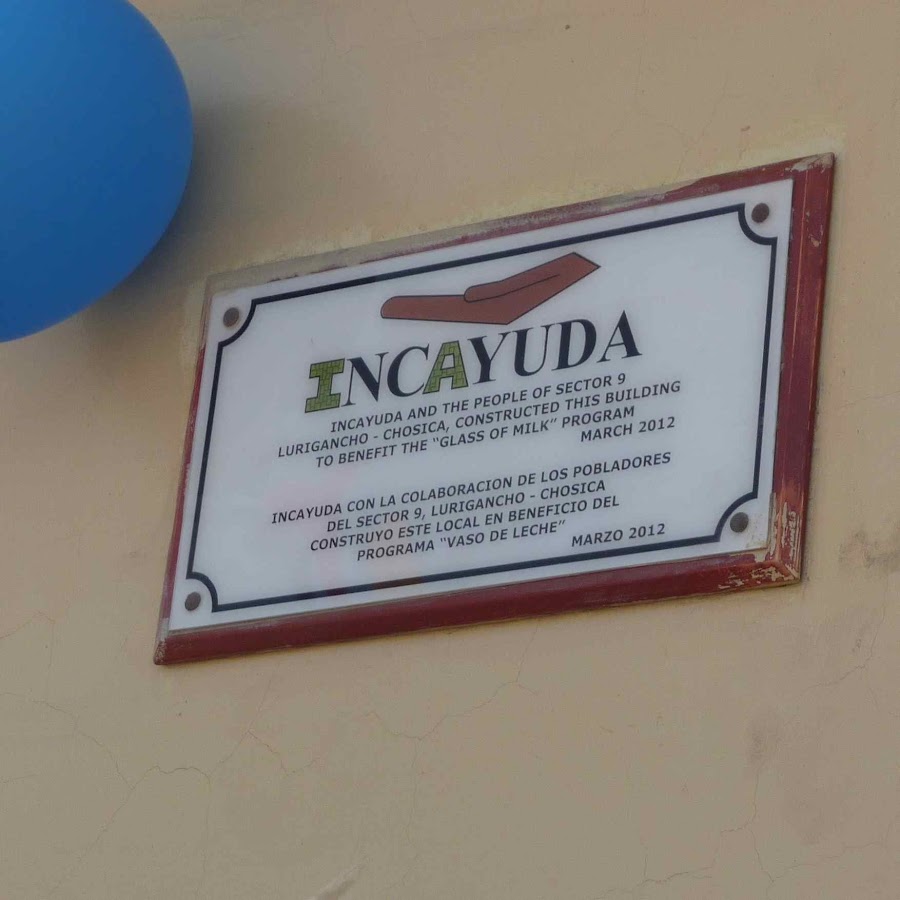 INCAYUDA
INCAYUDA AND THE PEOPLE OF SECTOR 9
LURIGANCHO - CHOSICA, CONSTRUCTED THIS BUILDING
TO BENEFIT THE "GLASS OF MILK" PROGRAM
MARCH 2012
INCAYUDA CON LA COLABORACION DE LOS POBLADORES
DEL SECTOR 9, LURIGANCHO - CHOSICA
CONSTRUYO ESTE LOCAL EN BENEFICIO DEL
PROGRAMA "VASO DE LECHE"
MARZO 2012